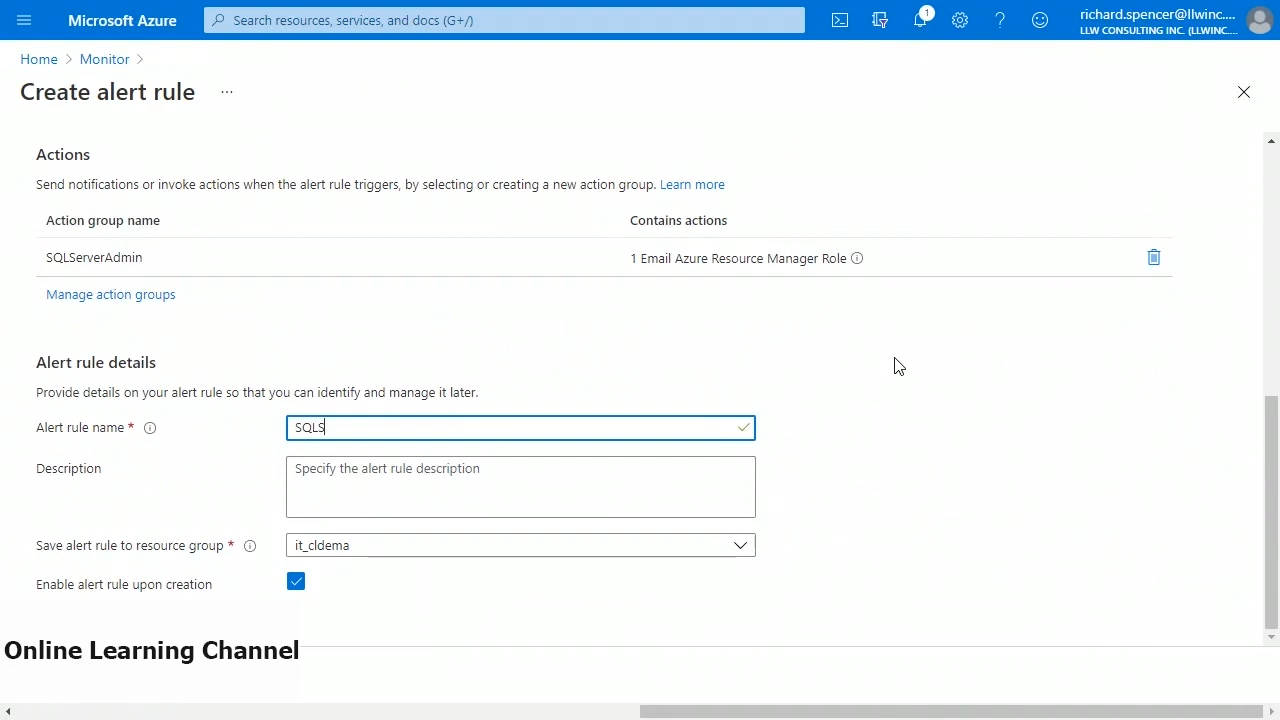 Microsoft Azure
Search resources, services, and docs (G+/)
1
richard.spencer@llwinc....
LLW CONSULTING INC. (LLWINC....
Home > Monitor >
Create alert rule ...
Actions
Send notifications or invoke actions when the alert rule triggers, by selecting or creating a new action group. Learn more
Action group name Contains actions
SQLServerAdmin 1 Email Azure Resource Manager Role
Manage action groups
Alert rule details
Provide details on your alert rule so that you can identify and manage it later.
Alert rule name * SQLS
Description Specify the alert rule description
Save alert rule to resource group * it_cldema
Enable alert rule upon creation
Online Learning Channel